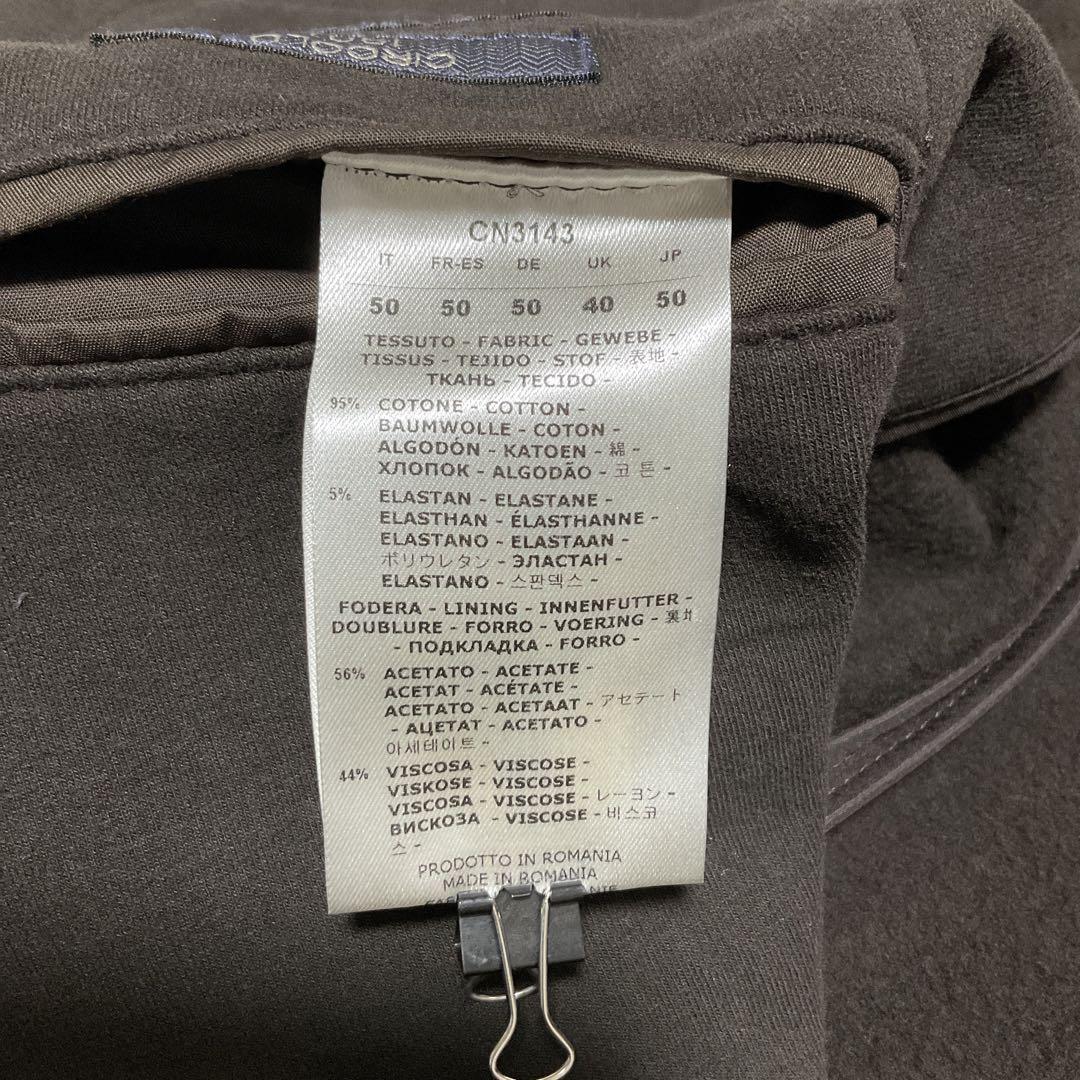 CIRCOLO
CN3143
IT FR-ES DE UK JP
50 50 50 40 50
TESSUTO - FABRIC - GEWEBE -
TISSUS - TEJIDO - STOF - 表地 -
ТКАНЬ - TECIDO -
95% COTONE - COTTON -
BAUMWOLLE - COTON -
ALGODÓN - KATOEN - 綿 -
ХЛОПОК - ALGODÃO - 코튼 -
5% ELASTAN - ELASTANE -
ELASTHAN - ÉLASTHANNE -
ELASTANO - ELASTAAN -
ポリウレタン - ЭЛАСТАН -
ELASTANO - 스판덱스 -
FODERA - LINING - INNENFUTTER -
DOUBLURE - FORRO - VOERING - 裏地
- ПОДКЛАДКА - FORRO -
56% ACETATO - ACETATE -
ACETAT - ACÉTATE -
ACETATO - ACETAAT - アセテート
- АЦЕТАТ - ACETATO -
아세테이트 -
44% VISCOSA - VISCOSE -
VISKOSE - VISCOSE -
VISCOSA - VISCOSE - レーヨン -
ВИСКОЗА - VISCOSE - 비스코
스 -
PRODOTTO IN ROMANIA
MADE IN ROMANIA